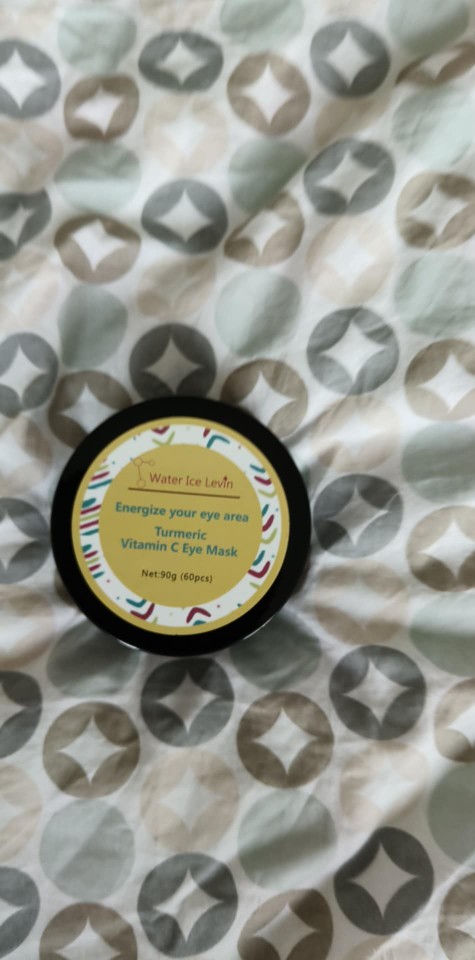 Water Ice Levin
Energize your eye area
Turmeric
Vitamin C Eye Mask
Net:90g (60pcs)